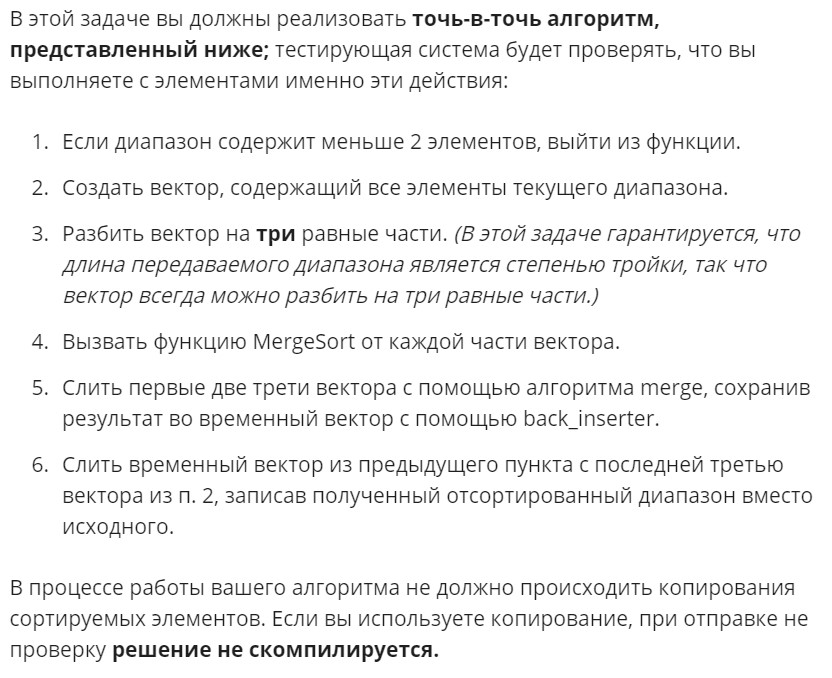 В этой задаче вы должны реализовать точь-в-точь алгоритм,
представленный ниже; тестирующая система будет проверять, что вы
выполняете с элементами именно эти действия:
1. Если диапазон содержит меньше 2 элементов, выйти из функции.
2. Создать вектор, содержащий все элементы текущего диапазона.
3. Разбить вектор на три равные части. (В этой задаче гарантируется, что
длина передаваемого диапазона является степенью тройки, так что
вектор всегда можно разбить на три равные части.)
4. Вызвать функцию MergeSort от каждой части вектора.
5. Слить первые две трети вектора с помощью алгоритма merge, сохранив
результат во временный вектор с помощью back_inserter.
6. Слить временный вектор из предыдущего пункта с последней третью
вектора из п. 2, записав полученный отсортированный диапазон вместо
исходного.
В процессе работы вашего алгоритма не должно происходить копирования
сортируемых элементов. Если вы используете копирование, при отправке не
проверку решение не скомпилируется.